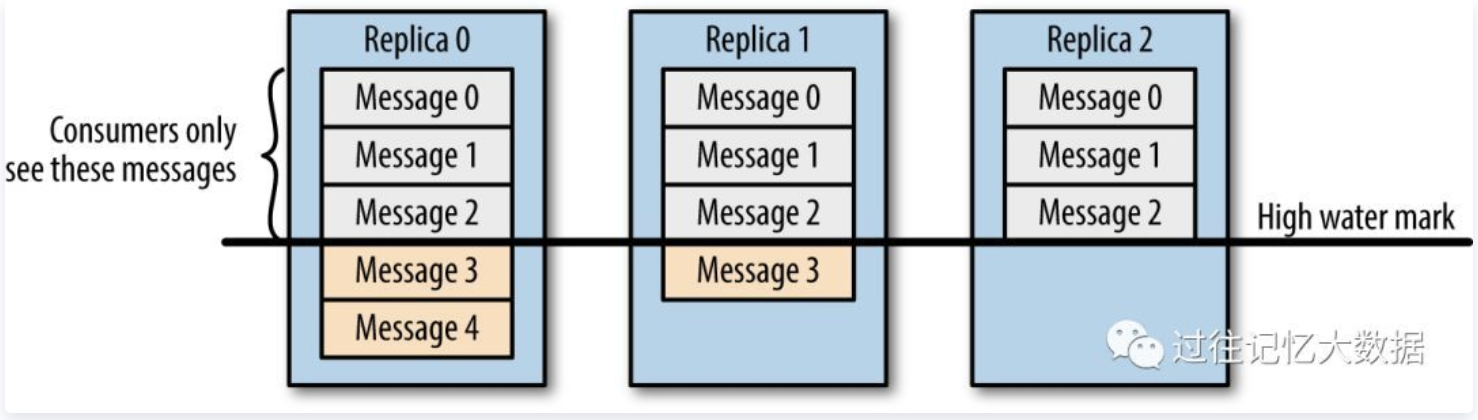 Replica 0
Message 0
Message 1
Message 2
Message 3
Message 4
Consumers only
see these messages
Replica 1
Message 0
Message 1
Message 2
Message 3
Replica 2
Message 0
Message 1
Message 2
High water mark
过往记忆大数据